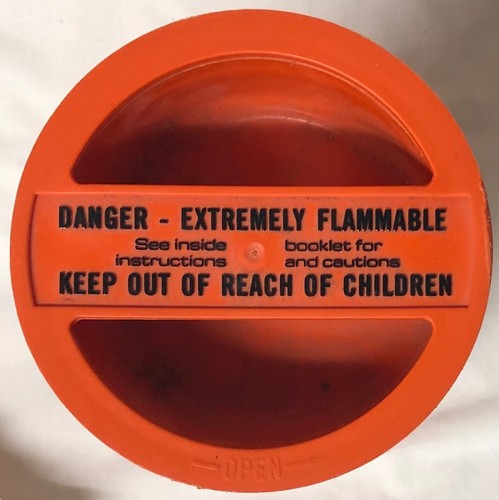 DANGER - EXTREMELY FLAMMABLE
See inside booklet for
instructions and cautions
KEEP OUT OF REACH OF CHILDREN
OPEN